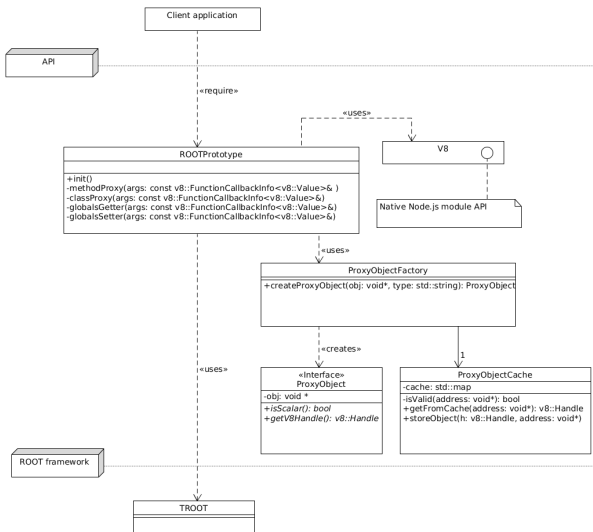 Client application
API
«require»
«uses»
ROOTPrototype
V8
+init()
-methodProxy(args: const v8::FunctionCallbackInfo<v8::Value>& )
-classProxy(args: const v8::FunctionCallbackInfo<v8::Value>&)
-globalsGetter(args: const v8::FunctionCallbackInfo<v8::Value>&)
-globalsSetter(args: const v8::FunctionCallbackInfo<v8::Value>&)
Native Node.js module API
«uses»
ProxyObjectFactory
+createProxyObject(obj: void*, type: std::string): ProxyObject
«creates»
1
«uses»
«Interface»
ProxyObject
-obj: void *
+isScalar(): bool
+getV8Handle(): v8::Handle
ProxyObjectCache
-cache: std::map
-isValid(address: void*): bool
+getFromCache(address: void*): v8::Handle
+storeObject(h: v8::Handle, address: void*)
ROOT framework
TROOT